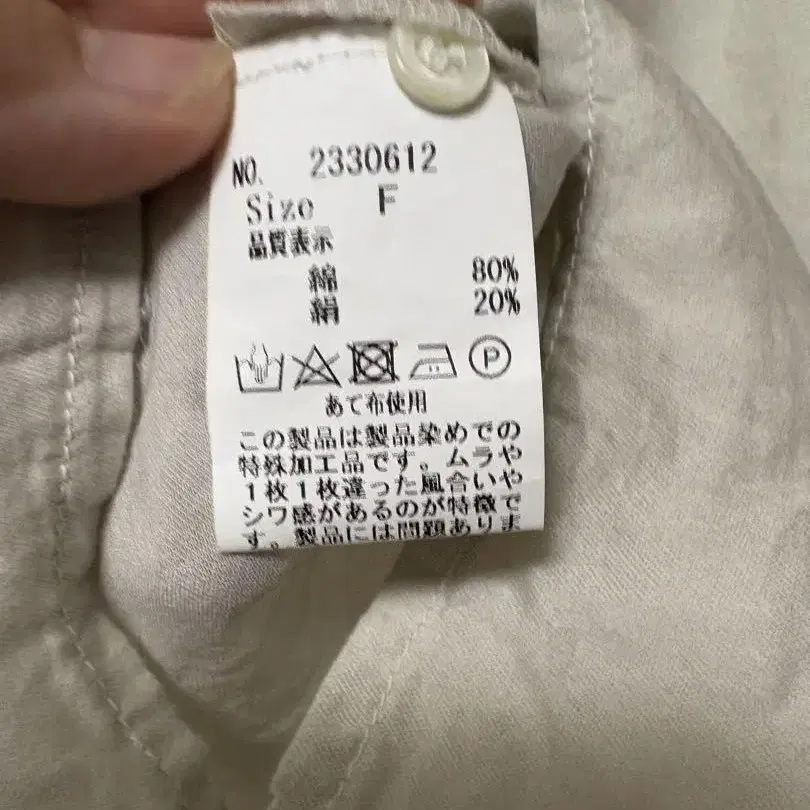 NO. 2330612
Size F
品質表示
綿 80%
絹 20%
P
あて布使用
この製品は製品染めでの
特殊加工品です。ムラや
1枚1枚違った風合いや
シワ感があるのが特徴で
す。製品には問題ありま